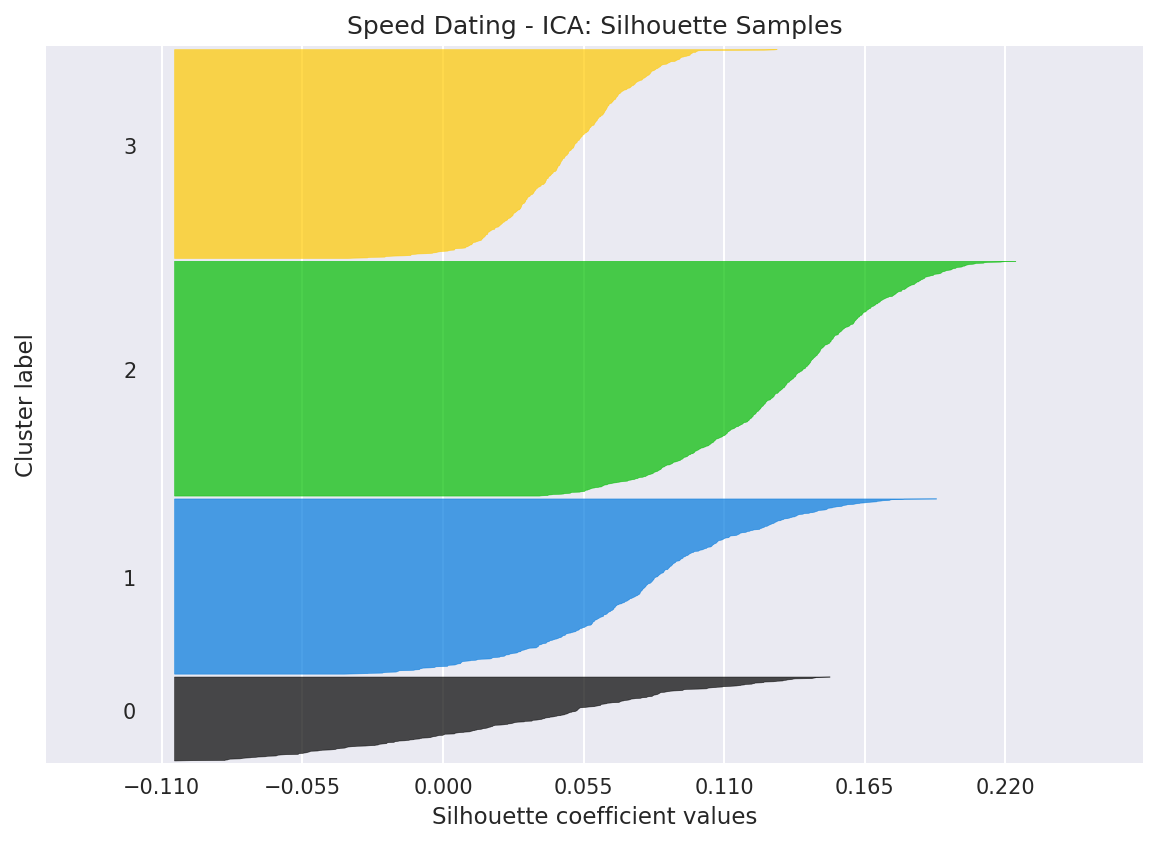 Speed Dating - ICA: Silhouette Samples
3
2
1
0
Cluster label
−0.110 −0.055 0.000 0.055 0.110 0.165 0.220
Silhouette coefficient values